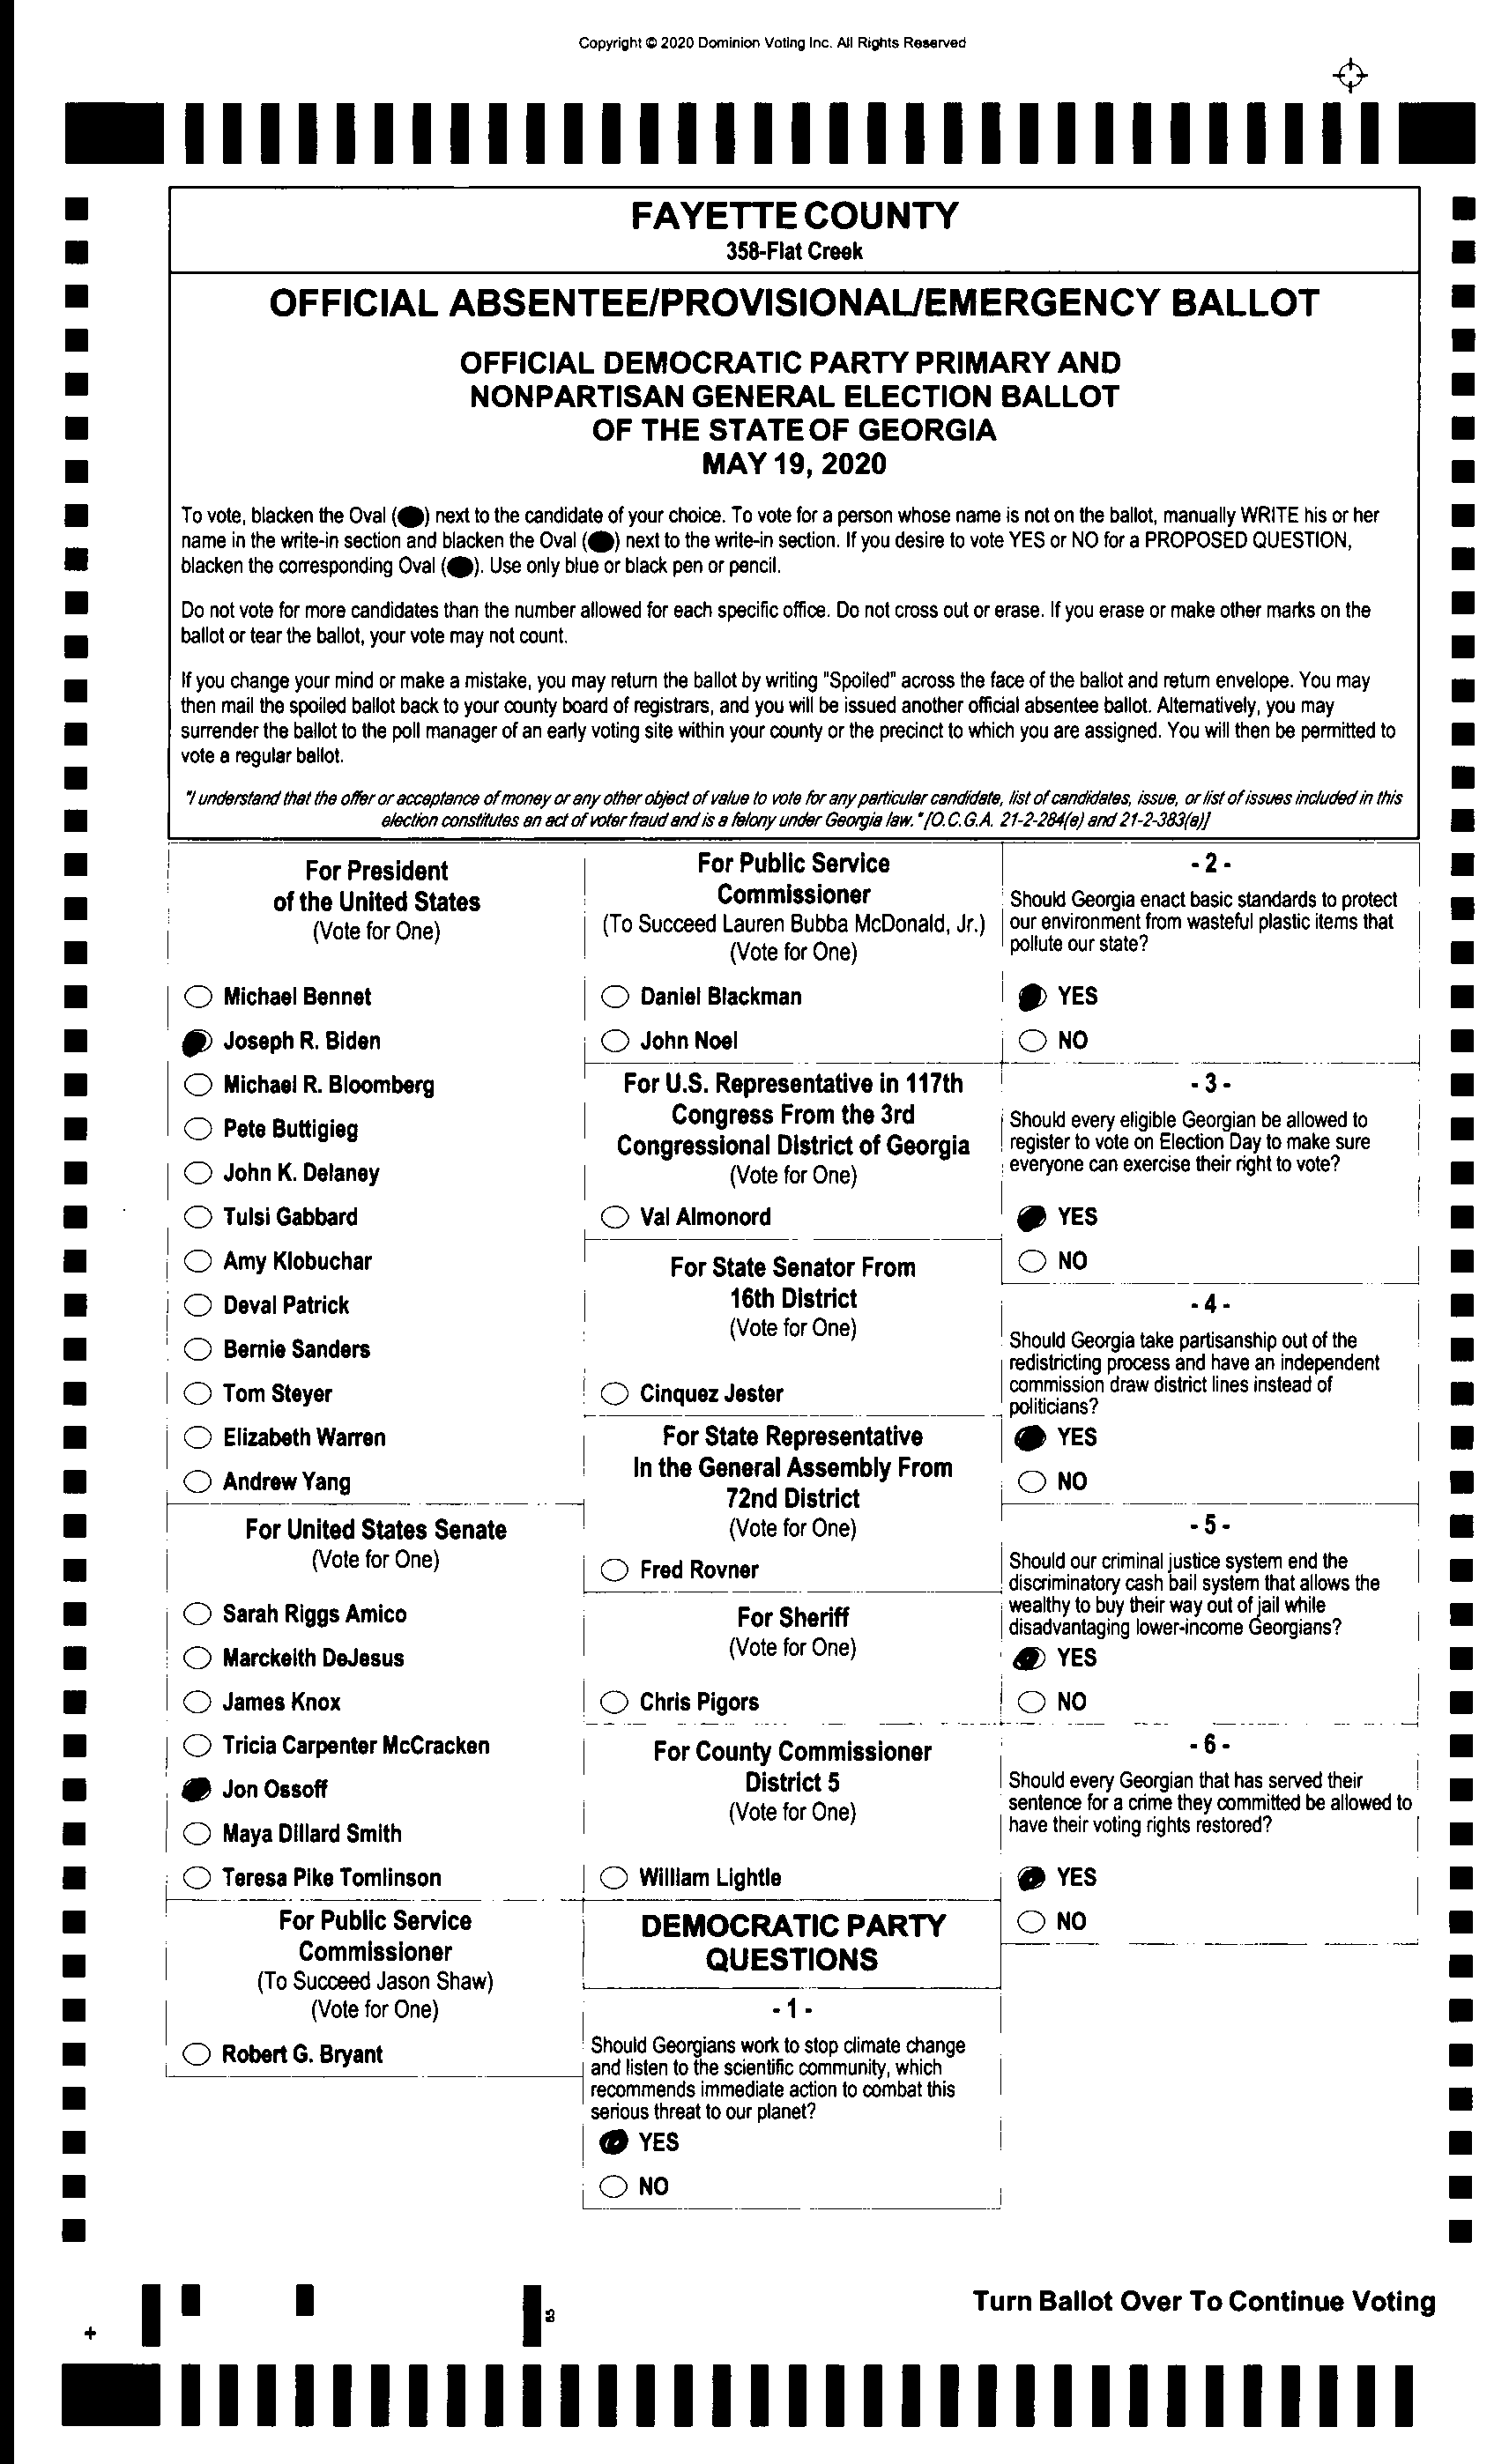 Copyright © 2020 Dominion Voting Inc. All Rights Reserved
FAYETTE COUNTY
358-Flat Creek
OFFICIAL ABSENTEE/PROVISIONAL/EMERGENCY BALLOT
OFFICIAL DEMOCRATIC PARTY PRIMARY AND
NONPARTISAN GENERAL ELECTION BALLOT
OF THE STATE OF GEORGIA
MAY 19, 2020
To vote, blacken the Oval (⬬) next to the candidate of your choice. To vote for a person whose name is not on the ballot, manually WRITE his or her
name in the write-in section and blacken the Oval (⬬) next to the write-in section. If you desire to vote YES or NO for a PROPOSED QUESTION,
blacken the corresponding Oval (⬬). Use only blue or black pen or pencil.
Do not vote for more candidates than the number allowed for each specific office. Do not cross out or erase. If you erase or make other marks on the
ballot or tear the ballot, your vote may not count.
If you change your mind or make a mistake, you may return the ballot by writing "Spoiled" across the face of the ballot and return envelope. You may
then mail the spoiled ballot back to your county board of registrars, and you will be issued another official absentee ballot. Alternatively, you may
surrender the ballot to the poll manager of an early voting site within your county or the precinct to which you are assigned. You will then be permitted to
vote a regular ballot.
"I understand that the offer or acceptance of money or any other object of value to vote for any particular candidate, list of candidates, issue, or list of issues included in this
election constitutes an act of voter fraud and is a felony under Georgia law." [O.C.G.A. 21-2-284(e) and 21-2-383(a)]
For President
of the United States
(Vote for One)
Michael Bennet
Joseph R. Biden
Michael R. Bloomberg
Pete Buttigieg
John K. Delaney
Tulsi Gabbard
Amy Klobuchar
Deval Patrick
Bernie Sanders
Tom Steyer
Elizabeth Warren
Andrew Yang
For United States Senate
(Vote for One)
Sarah Riggs Amico
Marckeith DeJesus
James Knox
Tricia Carpenter McCracken
Jon Ossoff
Maya Dillard Smith
Teresa Pike Tomlinson
For Public Service
Commissioner
(To Succeed Jason Shaw)
(Vote for One)
Robert G. Bryant
For Public Service
Commissioner
(To Succeed Lauren Bubba McDonald, Jr.)
(Vote for One)
Daniel Blackman
John Noel
For U.S. Representative in 117th
Congress From the 3rd
Congressional District of Georgia
(Vote for One)
Val Almonord
For State Senator From
16th District
(Vote for One)
Cinquez Jester
For State Representative
In the General Assembly From
72nd District
(Vote for One)
Fred Rovner
For Sheriff
(Vote for One)
Chris Pigors
For County Commissioner
District 5
(Vote for One)
William Lightle
DEMOCRATIC PARTY
QUESTIONS
- 1 -
Should Georgians work to stop climate change
and listen to the scientific community, which
recommends immediate action to combat this
serious threat to our planet?
YES
NO
- 2 -
Should Georgia enact basic standards to protect
our environment from wasteful plastic items that
pollute our state?
YES
NO
- 3 -
Should every eligible Georgian be allowed to
register to vote on Election Day to make sure
everyone can exercise their right to vote?
YES
NO
- 4 -
Should Georgia take partisanship out of the
redistricting process and have an independent
commission draw district lines instead of
politicians?
YES
NO
- 5 -
Should our criminal justice system end the
discriminatory cash bail system that allows the
wealthy to buy their way out of jail while
disadvantaging lower-income Georgians?
YES
NO
- 6 -
Should every Georgian that has served their
sentence for a crime they committed be allowed to
have their voting rights restored?
YES
NO
Turn Ballot Over To Continue Voting